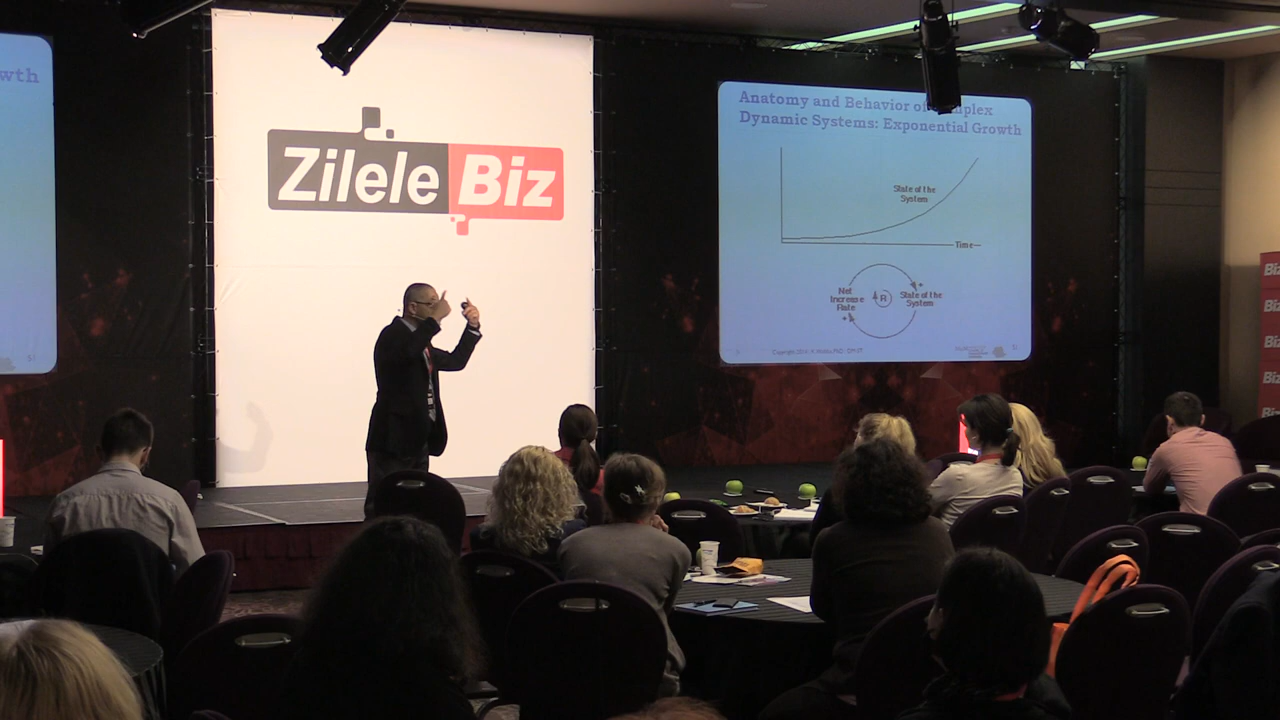 wth
5
Zilele Biz
Anatomy and Behavior of
Dynamic Systems: Exponential Growth
State of the
System
Time
Net
Increase
Rate
R
State of the
System
Biz
Biz
Biz
Biz
Biz